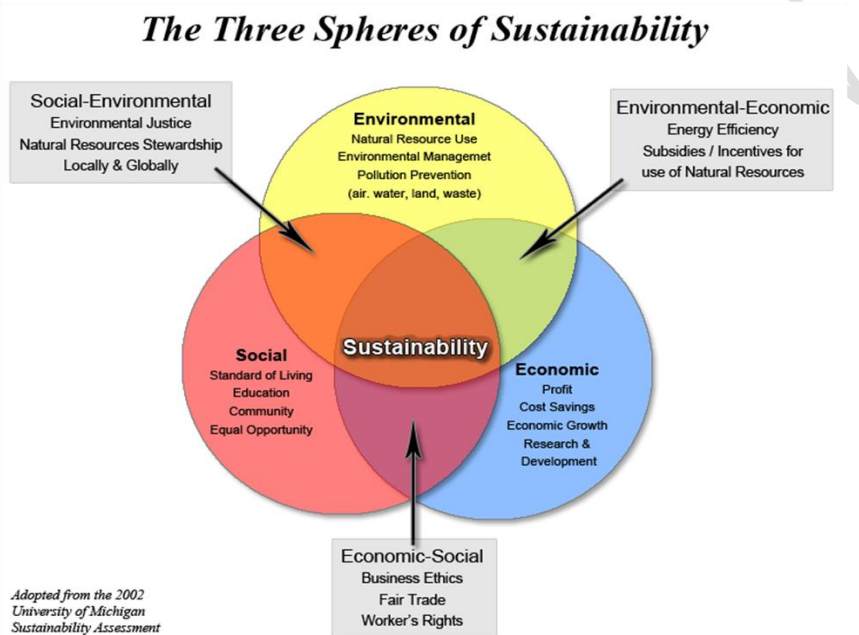 The Three Spheres of Sustainability
Social-Environmental
Environmental Justice
Natural Resources Stewardship
Locally & Globally
Environmental
Natural Resource Use
Environmental Managemet
Pollution Prevention
(air. water, land, waste)
Environmental-Economic
Energy Efficiency
Subsidies / Incentives for
use of Natural Resources
Sustainability
Social
Standard of Living
Education
Community
Equal Opportunity
Economic
Profit
Cost Savings
Economic Growth
Research &
Development
Economic-Social
Business Ethics
Fair Trade
Worker's Rights
Adopted from the 2002
University of Michigan
Sustainability Assessment